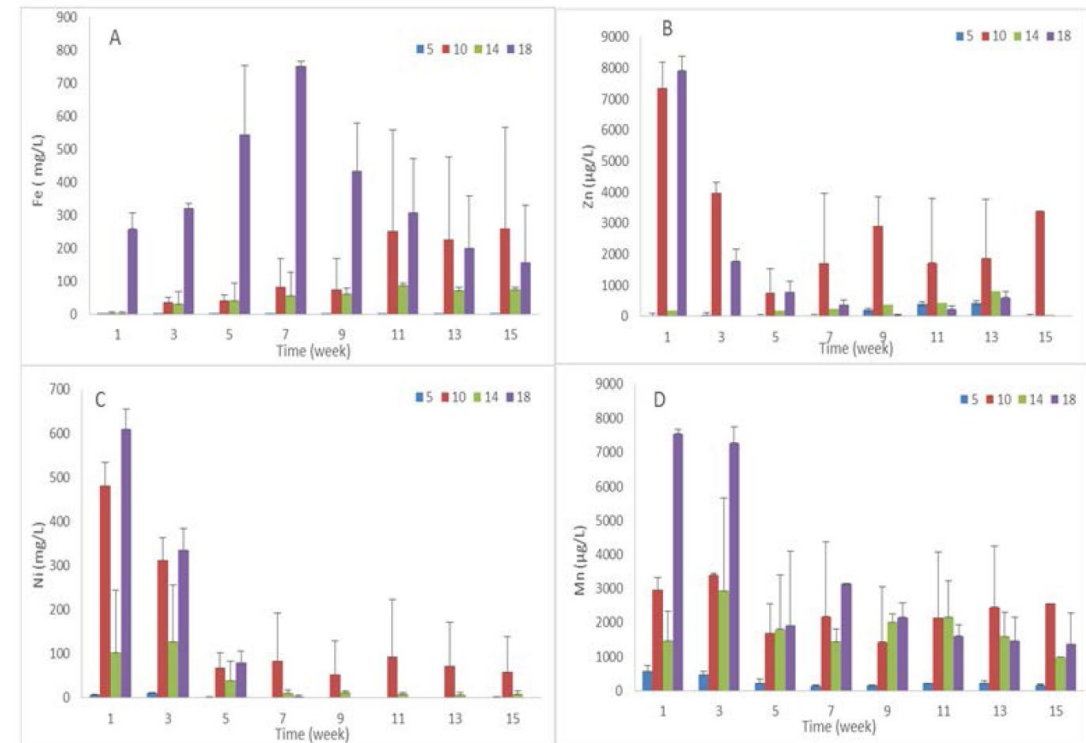 A
5 10 14 18
900
800
700
600
500
400
300
200
100
0
Fe ( mg/L)
1 3 5 7 9 11 13 15
Time (week)
B
5 10 14 18
9000
8000
7000
6000
5000
4000
3000
2000
1000
0
Zn (µg/L)
1 3 5 7 9 11 13 15
Time (week)
C
5 10 14 18
700
600
500
400
300
200
100
0
Ni (mg/L)
1 3 5 7 9 11 13 15
Time (week)
D
5 10 14 18
9000
8000
7000
6000
5000
4000
3000
2000
1000
0
Mn (µg/L)
1 3 5 7 9 11 13 15
Time (week)